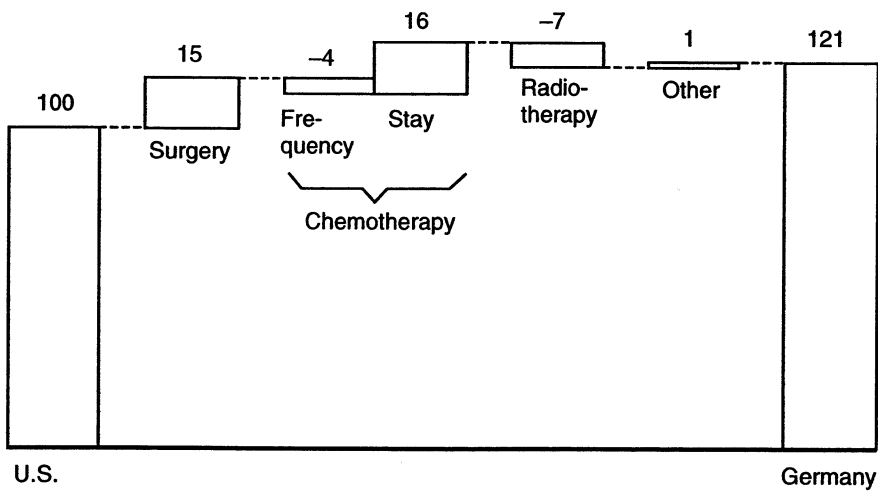 100
15
–4
16
–7
1
121
Surgery
Fre-
quency
Stay
Radio-
therapy
Other
Chemotherapy
U.S.
Germany